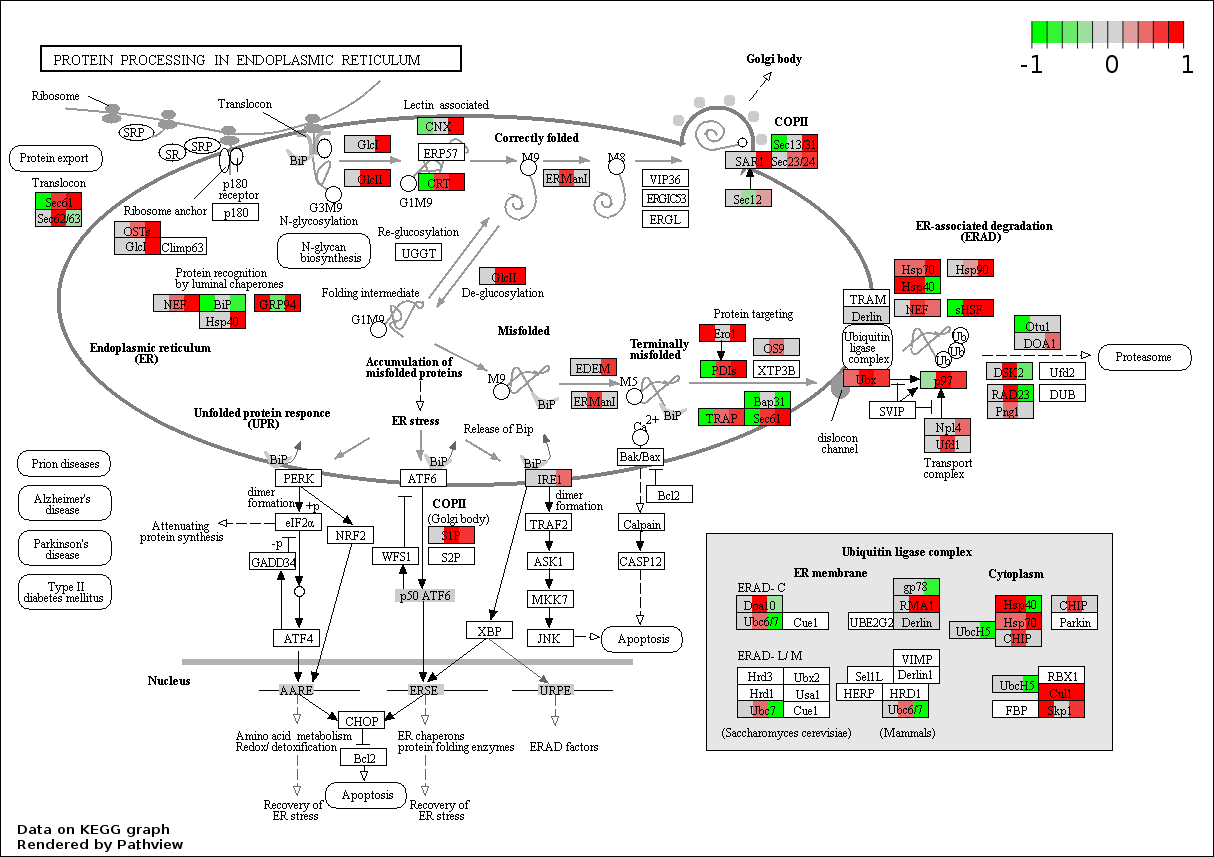 PROTEIN PROCESSING IN ENDOPLASMIC RETICULUM
-1 0 1
Golgi body
Ribosome
SRP
SR
SRP
Translocon
BiP
Protein export
Translocon
Sec61
Sec62/63
p180
receptor
p180
Ribosome anchor
OSTs
GlcI
Climp63
GlcI
GlcII
G3M9
N-glycosylation
N-glycan
biosynthesis
Lectin associated
CNX
ERP57
CRT
G1M9
Re-glucosylation
UGGT
Correctly folded
M9
ERManI
M8
VIP36
ERGIC53
ERGL
COPII
Sec13/31
SAR1
Sec23/24
Sec12
Protein recognition
by luminal chaperones
NEF
BiP
GRP94
Hsp40
GlcII
De-glucosylation
Folding intermediate
G1M9
Endoplasmic reticulum
(ER)
Misfolded
Accumulation of
misfolded proteins
M9
BiP
EDEM
ERManI
Terminally
misfolded
M5
BiP
Protein targeting
Ero1
PDIs
OS9
XTP3B
Bap31
TRAP
Sec61
ER-associated degradation
(ERAD)
Hsp70
Hsp90
Hsp40
NEF
sHSF
TRAM
Derlin
Ubiquitin
ligase
complex
Ub
Ub
Ub
Otu1
DOA1
Proteasome
Ubx
p97
SVIP
DSK2
Ufd2
RAD23
DUB
Png1
Npl4
Ufd1
Transport
complex
dislocon
channel
Unfolded protein responce
(UPR)
ER stress
Release of Bip
BiP
BiP
BiP
Ca2+
Bak/Bax
Bcl2
PERK
ATF6
IRE1
dimer
formation
+p
eIF2α
Attenuating
protein synthesis
-p
GADD34
NRF2
ATF4
COPII
(Golgi body)
S1P
S2P
WFS1
p50 ATF6
dimer
formation
TRAF2
ASK1
MKK7
JNK
XBP
Calpain
CASP12
Apoptosis
Prion diseases
Alzheimer's
disease
Parkinson's
disease
Type II
diabetes mellitus
Nucleus
AARE
ERSE
URPE
CHOP
Bcl2
Apoptosis
Amino acid metabolism
Redox/ detoxification
ER chaperons
protein folding enzymes
ERAD factors
Recovery of
ER stress
Recovery of
ER stress
Ubiquitin ligase complex
ER membrane
Cytoplasm
ERAD- C
Doa10
Ubc6/7
Cue1
gp78
RMA1
UBE2G2
Derlin
Hsp40
Hsp70
UbcH5
CHIP
CHIP
Parkin
ERAD- L/ M
Hrd3
Ubx2
Hrd1
Usa1
Ubc7
Cue1
VIMP
Sel1L
Derlin1
HERP
HRD1
Ubc6/7
UbcH5
RBX1
Cul1
FBP
Skp1
(Saccharomyces cerevisiae)
(Mammals)
Data on KEGG graph
Rendered by Pathview